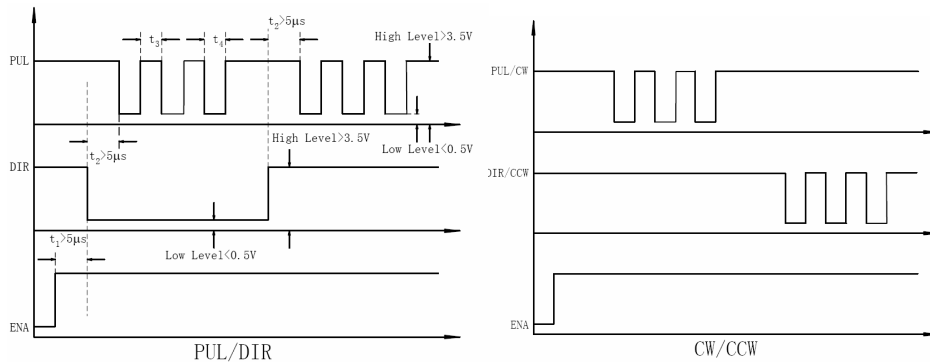 t₂>5μs
t₃
t₄
High Level>3.5V
PUL
PUL/CW
High Level>3.5V
Low Level<0.5V
t₂>5μs
DIR
DIR/CCW
t₁>5μs
Low Level<0.5V
ENA
ENA
PUL/DIR
CW/CCW